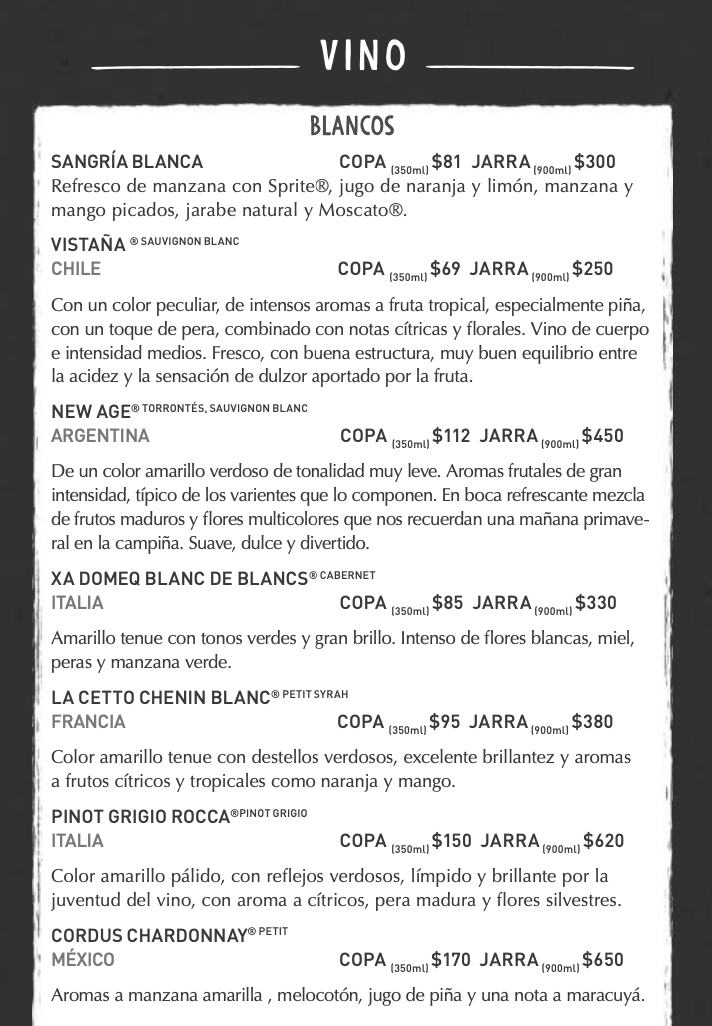 VINO
BLANCOS
SANGRÍA BLANCA COPA (350ml) $81 JARRA (900ml) $300
Refresco de manzana con Sprite®, jugo de naranja y limón, manzana y
mango picados, jarabe natural y Moscato®.
VISTAÑA ® SAUVIGNON BLANC
CHILE COPA (350ml) $69 JARRA (900ml) $250
Con un color peculiar, de intensos aromas a fruta tropical, especialmente piña,
con un toque de pera, combinado con notas cítricas y florales. Vino de cuerpo
e intensidad medios. Fresco, con buena estructura, muy buen equilibrio entre
la acidez y la sensación de dulzor aportado por la fruta.
NEW AGE® TORRONTÉS, SAUVIGNON BLANC
ARGENTINA COPA (350ml) $112 JARRA (900ml) $450
De un color amarillo verdoso de tonalidad muy leve. Aromas frutales de gran
intensidad, típico de los varientes que lo componen. En boca refrescante mezcla
de frutos maduros y flores multicolores que nos recuerdan una mañana primave-
ral en la campiña. Suave, dulce y divertido.
XA DOMEQ BLANC DE BLANCS® CABERNET
ITALIA COPA (350ml) $85 JARRA (900ml) $330
Amarillo tenue con tonos verdes y gran brillo. Intenso de flores blancas, miel,
peras y manzana verde.
LA CETTO CHENIN BLANC® PETIT SYRAH
FRANCIA COPA (350ml) $95 JARRA (900ml) $380
Color amarillo tenue con destellos verdosos, excelente brillantez y aromas
a frutos cítricos y tropicales como naranja y mango.
PINOT GRIGIO ROCCA®PINOT GRIGIO
ITALIA COPA (350ml) $150 JARRA (900ml) $620
Color amarillo pálido, con reflejos verdosos, límpido y brillante por la
juventud del vino, con aroma a cítricos, pera madura y flores silvestres.
CORDUS CHARDONNAY® PETIT
MÉXICO COPA (350ml) $170 JARRA (900ml) $650
Aromas a manzana amarilla , melocotón, jugo de piña y una nota a maracuyá.